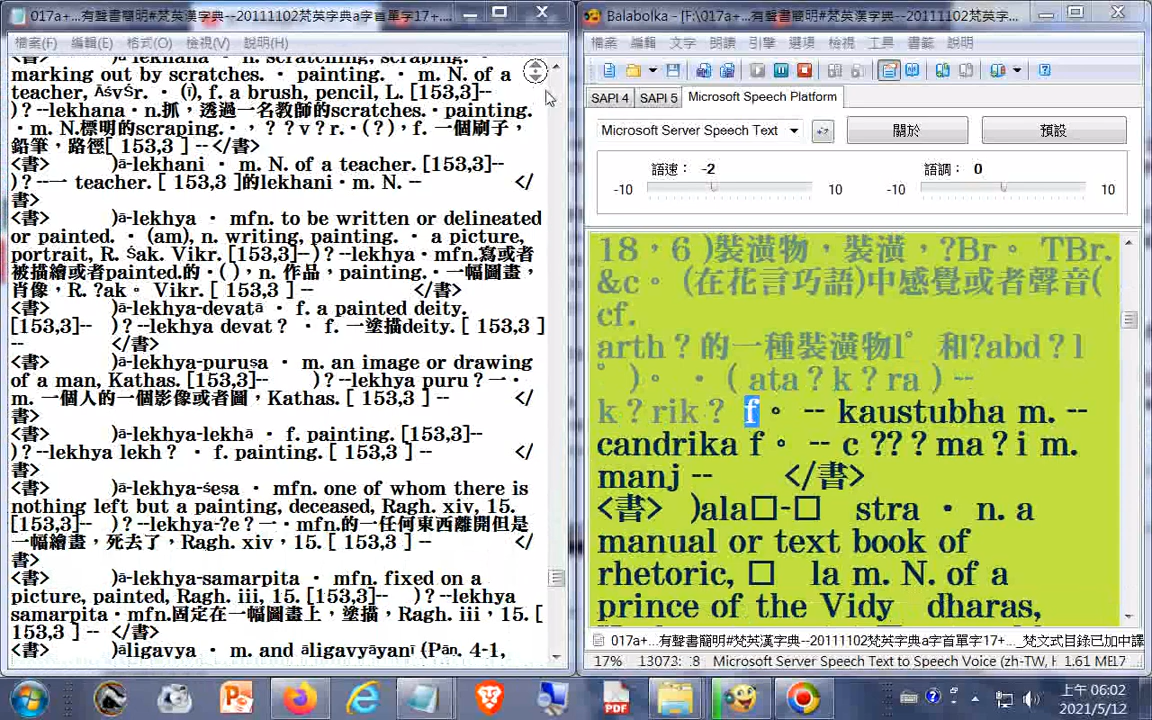 017a+...有聲書簡明#梵英漢字典--20111102梵英字典a字首單字17+...
檔案(F) 編輯(E) 格式(O) 檢視(V) 說明(H)
<書> )ā-lekhana • n. scratching, scraping. •
marking out by scratches. • painting. • m. N. of a
teacher, ĀśvŚr. • (ī), f. a brush, pencil, L. [153,3]--
)? --lekhana • n.抓，透過一名教師的scratches. • painting.
• m. N.標明的scraping. •，? ? v ? r. • ( ? )，f. 一個刷子，
鉛筆，路徑[ 153,3 ] --</書>
<書> )ā-lekhani • m. N. of a teacher. [153,3]--
)? --一 teacher. [ 153,3 ]的lekhani • m. N. -- </
書>
<書> )ā-lekhya • mfn. to be written or delineated
or painted. • (am), n. writing, painting. • a picture,
portrait, R. Śak. Vikr. [153,3]--)? --lekhya • mfn.寫或者
被描繪或者painted.的 • ( )，n. 作品，painting. • 一幅圖畫，
肖像，R. ?ak。 Vikr. [ 153,3 ] -- </書>
<書> )ā-lekhya-devatā • f. a painted deity.
[153,3]-- )? --lekhya devat ? • f. 一塗描deity. [ 153,3 ]
-- </書>
<書> )ā-lekhya-puruṣa • m. an image or drawing
of a man, Kathas. [153,3]-- )? --lekhya puru ? 一 •
m. 一個人的一個影像或者圖，Kathas. [ 153,3 ] -- </
書>
<書> )ā-lekhya-lekhā • f. painting. [153,3]--
)? --lekhya lekh ? • f. painting. [ 153,3 ] -- </
書>
<書> )ā-lekhya-śeṣa • mfn. one of whom there is
nothing left but a painting, deceased, Ragh. xiv, 15.
[153,3]-- )? --lekhya-?e ? 一 • mfn.的一任何東西離開但是
一幅繪畫，死去了，Ragh. xiv，15. [ 153,3 ] -- </
書>
<書> )ā-lekhya-samarpita • mfn. fixed on a
picture, painted, Ragh. iii, 15. [153,3]-- )? --lekhya
samarpita • mfn.固定在一幅圖畫上，塗描，Ragh. iii，15. [
153,3 ] -- </書>
<書> )āligavya • m. and āligavyāyanī (Pān. 4-1,
Balabolka - [F:\017a+...有聲書簡明#梵英漢字典--20111102梵英字...
檔案 編輯 文字 朗讀 引擎 選項 檢視 工具 書籤 說明
SAPI 4 SAPI 5 Microsoft Speech Platform
Microsoft Server Speech Text 關於 預設
語速： -2 語調： 0
-10 10 -10 10
18，6 )裝潢物，裝潢，?Br。 TBr.
&c。 (在花言巧語)中感覺或者聲音(
cf.
arth ? 的一種裝潢物l° 和?abd ? l
° )。 • ( ata ? k ? ra ) --
k ? rik ? f。 -- kaustubha m. --
candrika f。 -- c ?? ? ma ? i m.
manj -- </書>
<書> )ala□-□ stra • n. a
manual or text book of
rhetoric, □ la m. N. of a
prince of the Vidy dharas,
017a+...有聲書簡明#梵英漢字典--20111102梵英字典a字首單字17+..._梵文式目錄已加中譯
17% 13073: :8 Microsoft Server Speech Text to Speech Voice (zh-TW, H 1.61 МЕ7
上午 06:02
2021/5/12